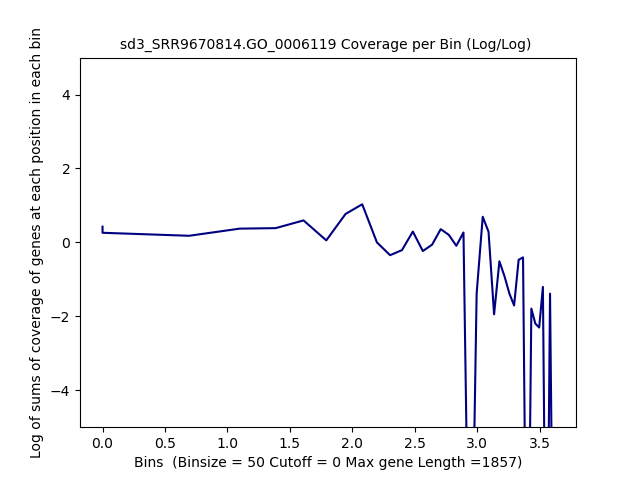 sd3_SRR9670814.GO_0006119 Coverage per Bin (Log/Log)
Log of sums of coverage of genes at each position in each bin
4
2
0
−2
−4
0.0 0.5 1.0 1.5 2.0 2.5 3.0 3.5
Bins  (Binsize = 50 Cutoff = 0 Max gene Length =1857)